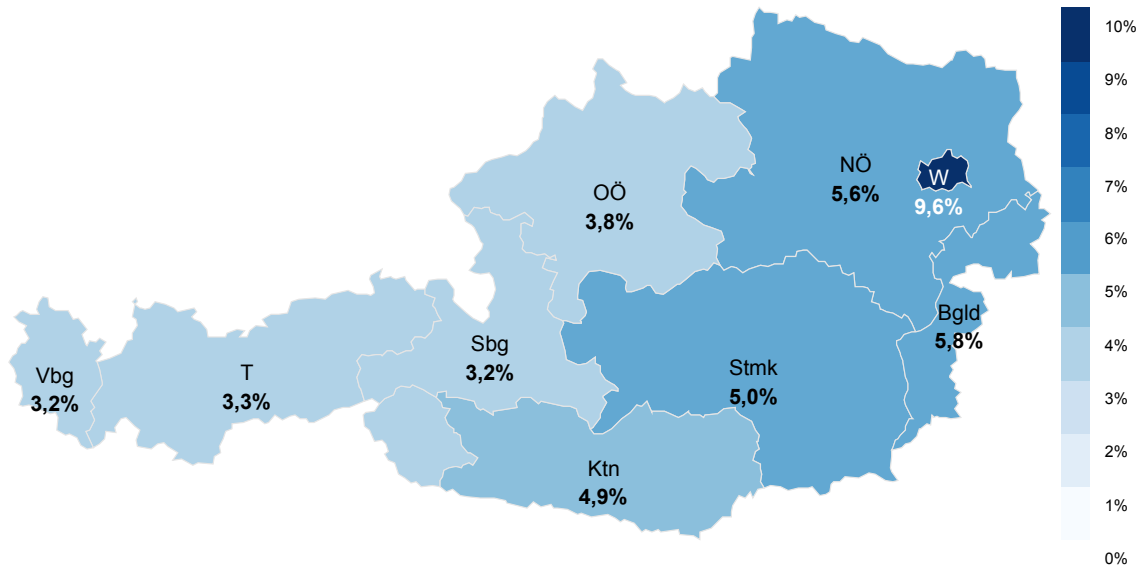 NÖ
5,6%
W
9,6%
OÖ
3,8%
Bgld
5,8%
Sbg
3,2%
Stmk
5,0%
T
3,3%
Vbg
3,2%
Ktn
4,9%
10%
9%
8%
7%
6%
5%
4%
3%
2%
1%
0%